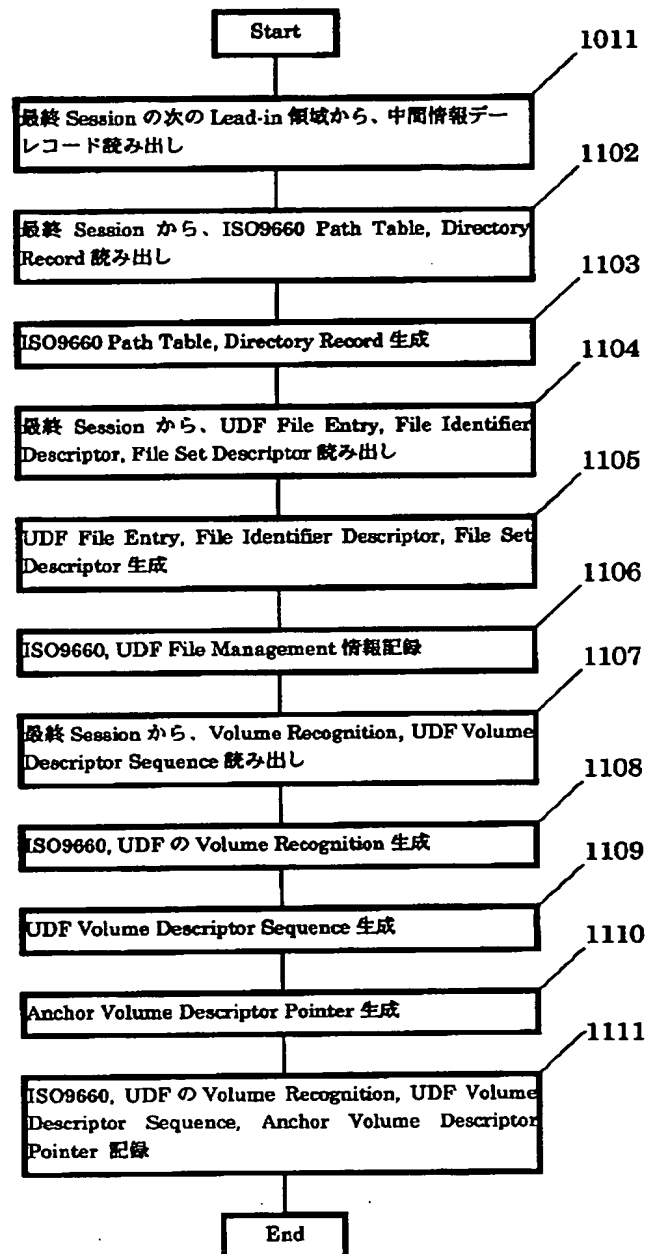 Start
1011
最終 Session の次の Lead-in 領域から、中間情報デー
レコード読み出し
1102
最終 Session から、ISO9660 Path Table, Directory
Record 読み出し
1103
ISO9660 Path Table, Directory Record 生成
1104
最終 Session から、UDF File Entry, File Identifier
Descriptor, File Set Descriptor 読み出し
1105
UDF File Entry, File Identifier Descriptor, File Set
Descriptor 生成
1106
ISO9660, UDF File Management 情報記録
1107
最終 Session から、Volume Recognition, UDF Volume
Descriptor Sequence 読み出し
1108
ISO9660, UDF の Volume Recognition 生成
1109
UDF Volume Descriptor Sequence 生成
1110
Anchor Volume Descriptor Pointer 生成
1111
ISO9660, UDF の Volume Recognition, UDF Volume
Descriptor Sequence, Anchor Volume Descriptor
Pointer 記録
End